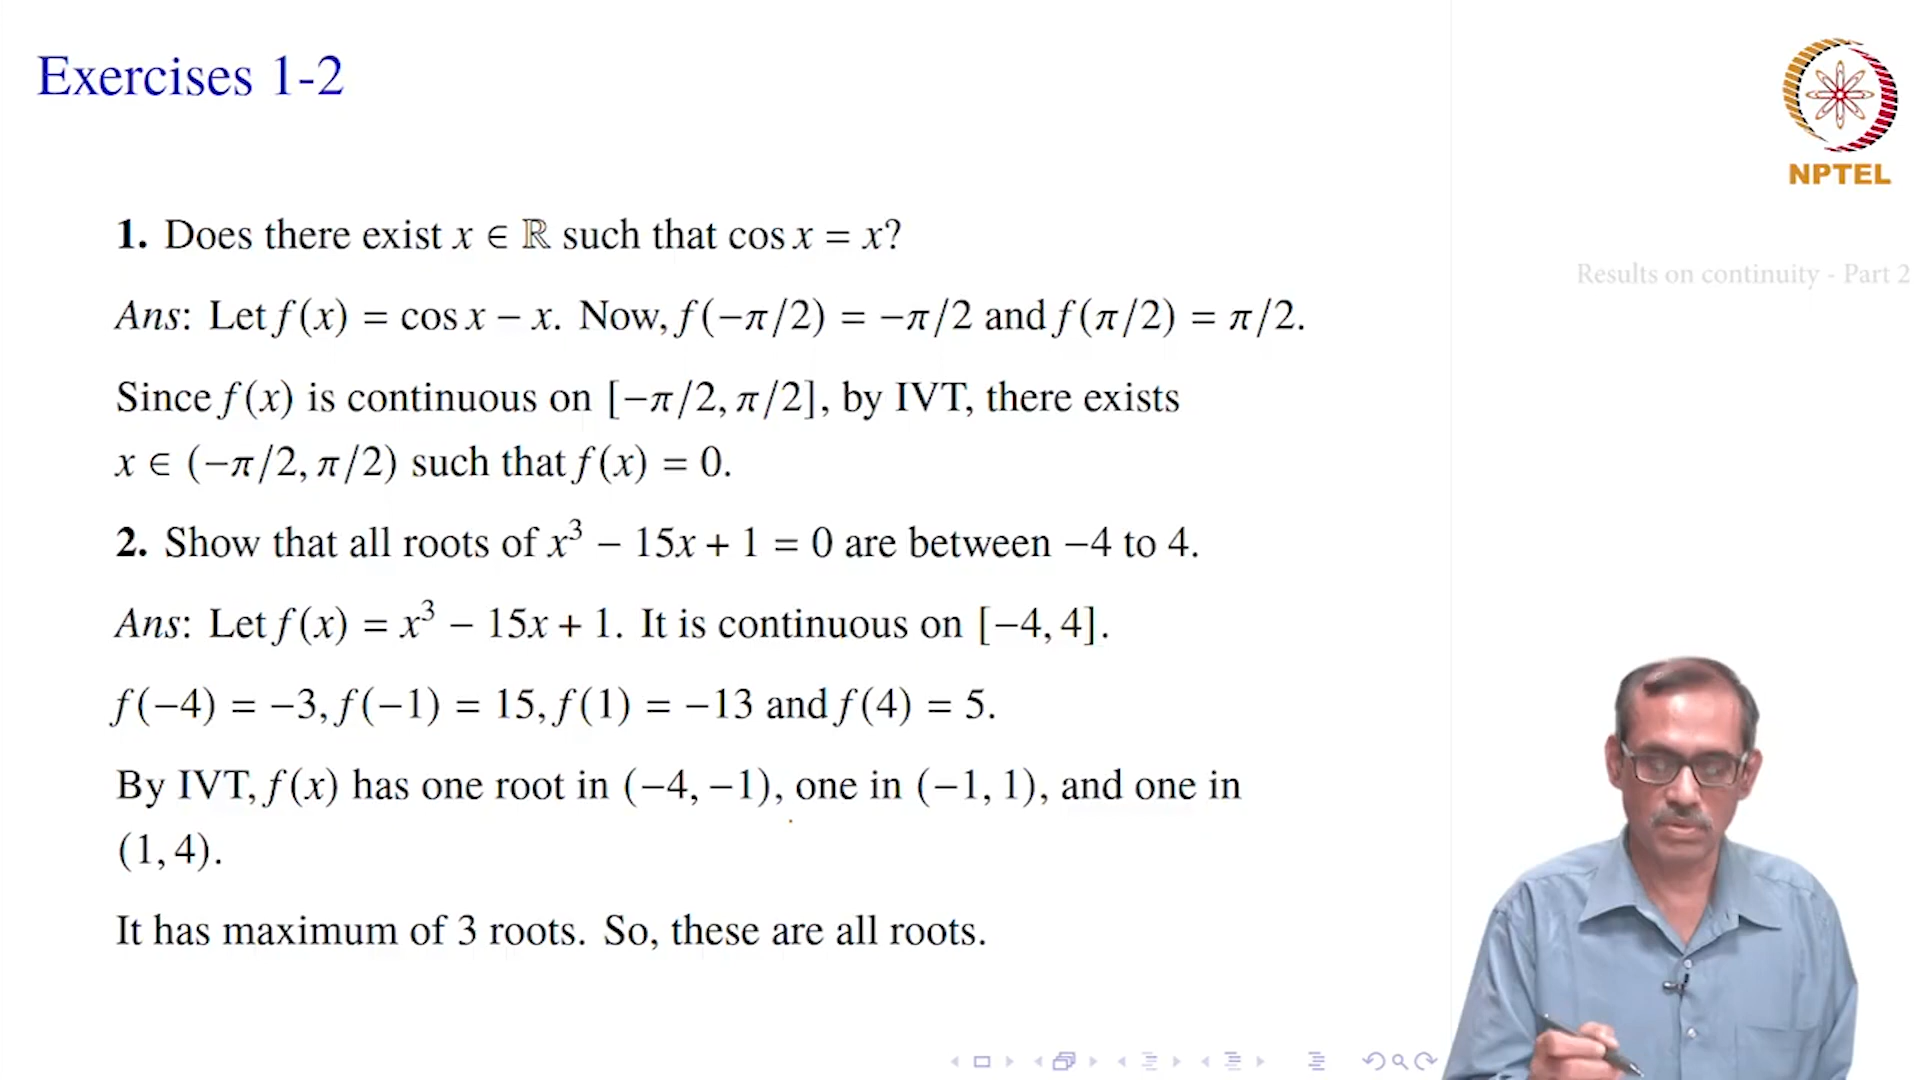 Exercises 1-2
NPTEL
Results on continuity - Part 2
1. Does there exist x ∈ ℝ such that cos x = x?
Ans: Let f(x) = cos x − x. Now, f(−π/2) = −π/2 and f(π/2) = π/2.
Since f(x) is continuous on [−π/2, π/2], by IVT, there exists
x ∈ (−π/2, π/2) such that f(x) = 0.
2. Show that all roots of x³ − 15x + 1 = 0 are between −4 to 4.
Ans: Let f(x) = x³ − 15x + 1. It is continuous on [−4, 4].
f(−4) = −3, f(−1) = 15, f(1) = −13 and f(4) = 5.
By IVT, f(x) has one root in (−4, −1), one in (−1, 1), and one in
(1, 4).
It has maximum of 3 roots. So, these are all roots.